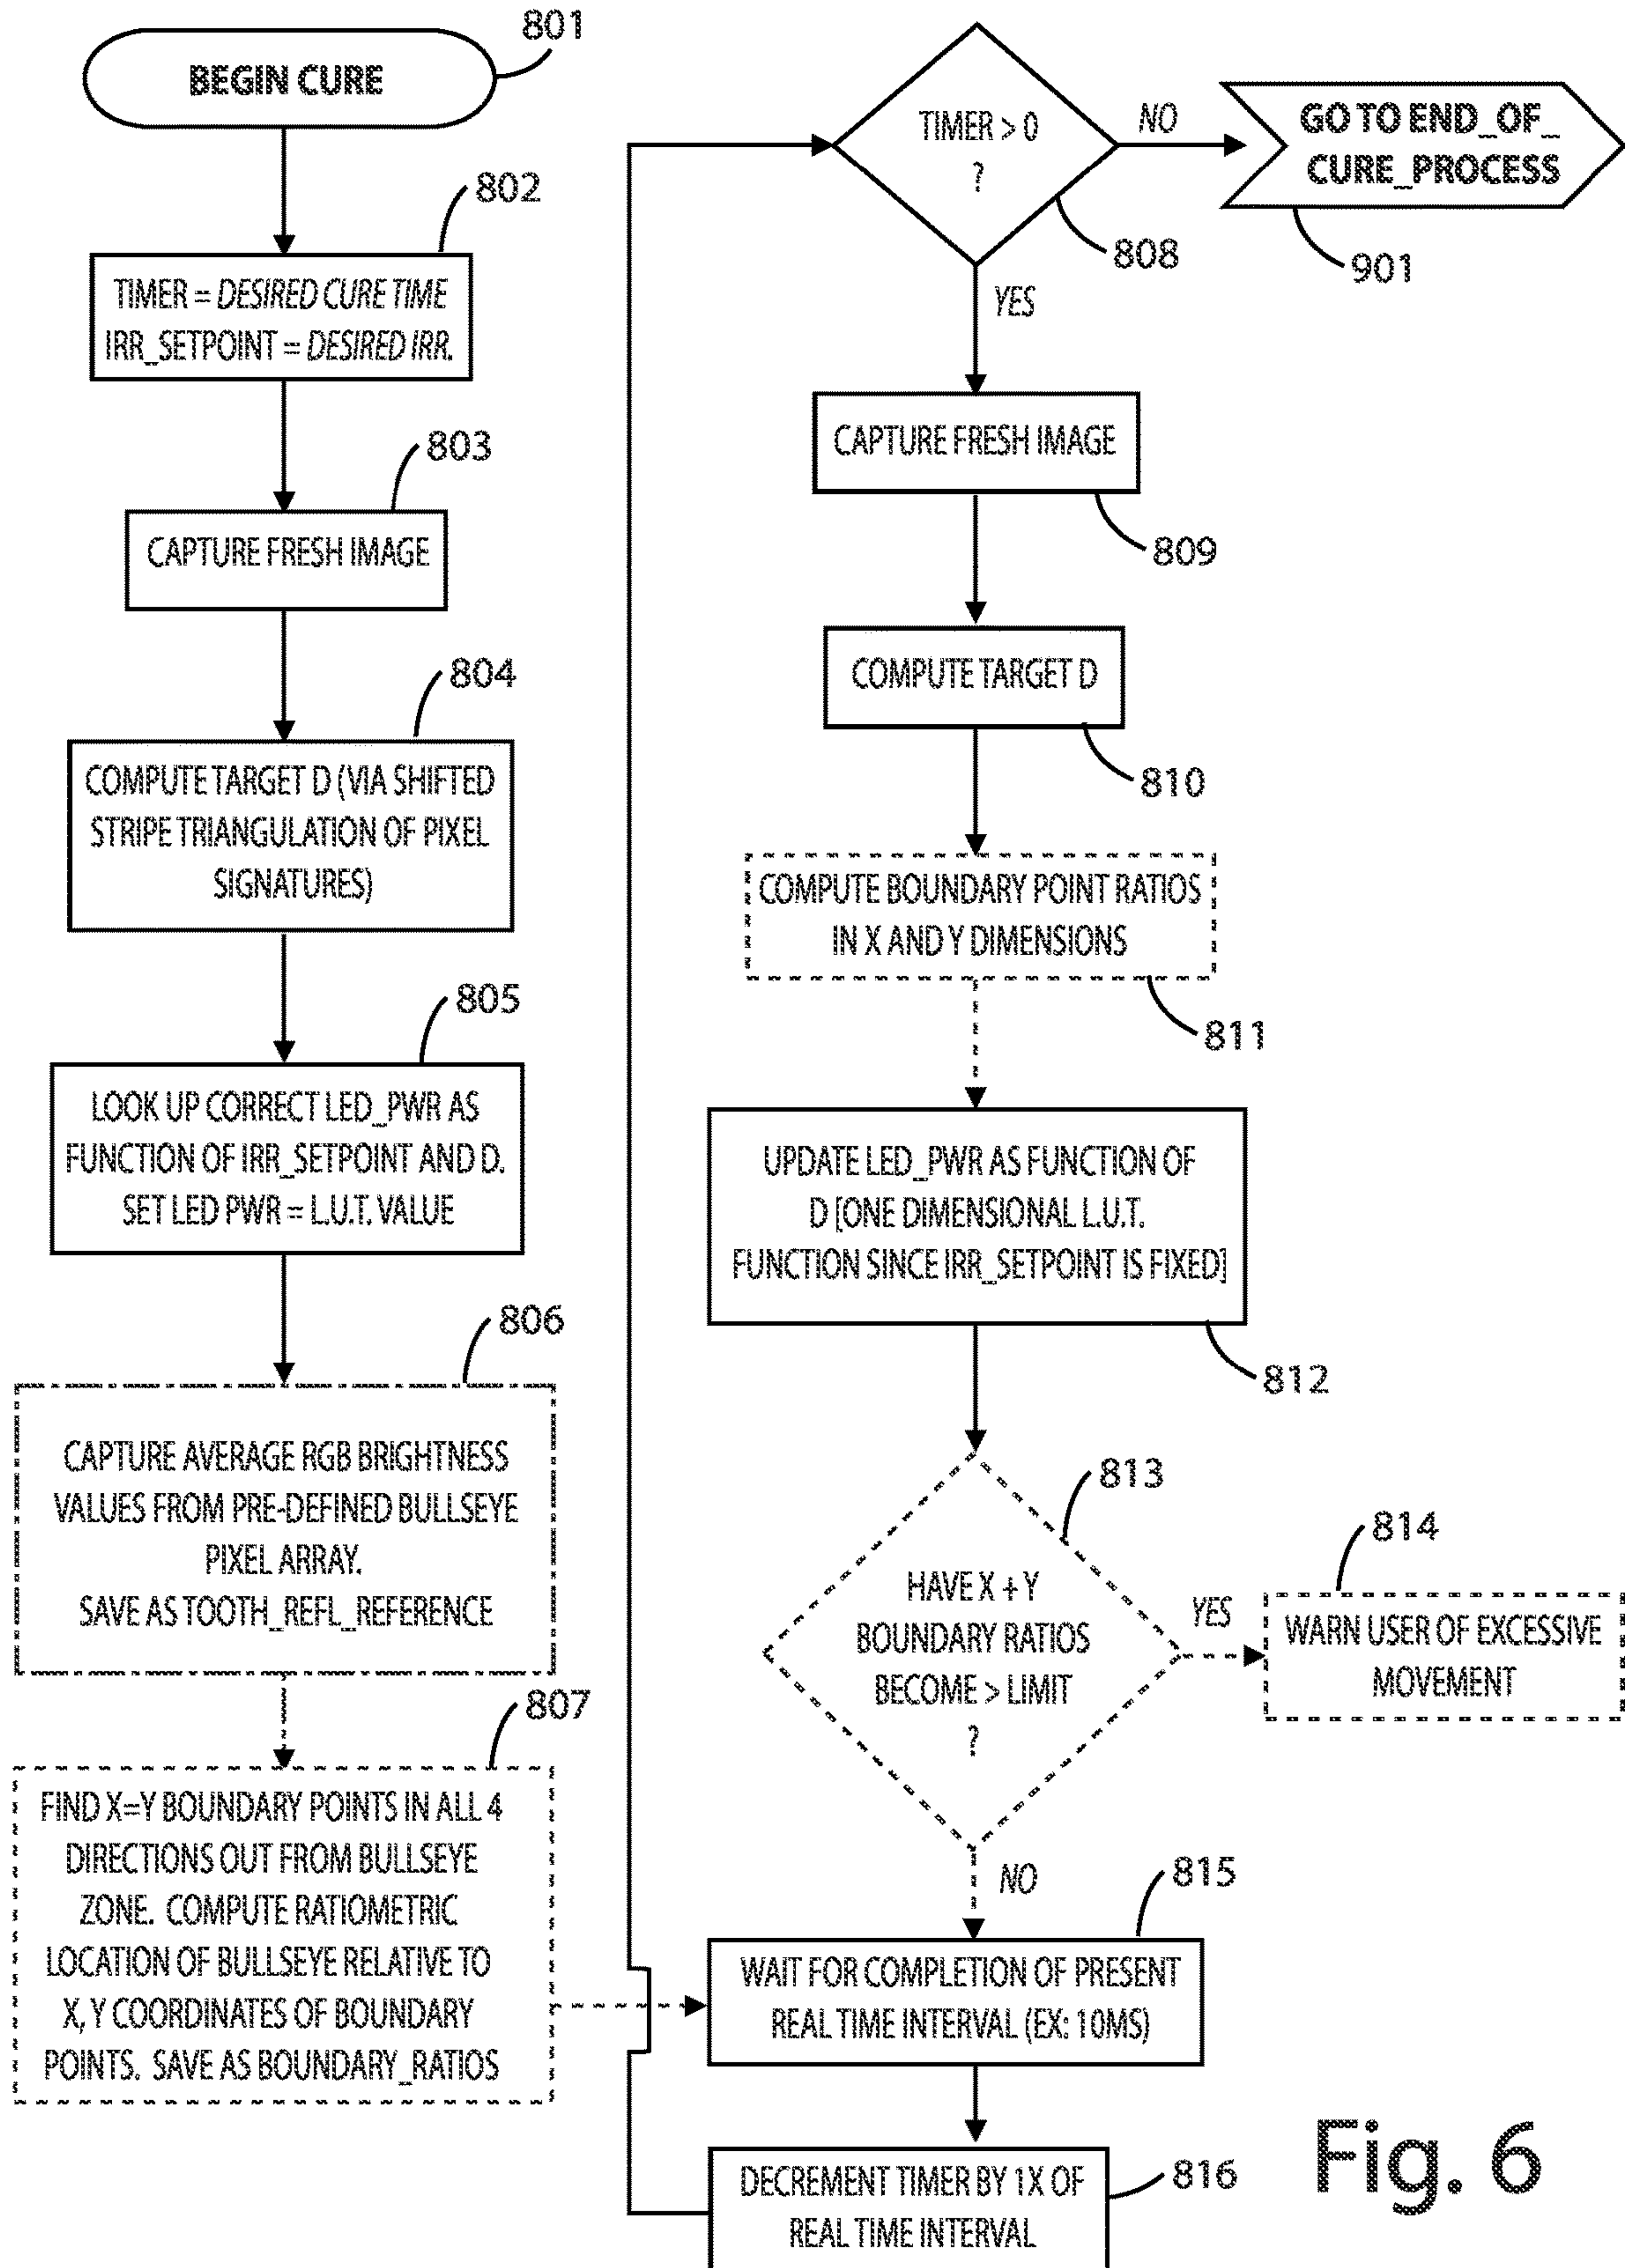 801
BEGIN CURE
802
TIMER = DESIRED CURE TIME
IRR_SETPOINT = DESIRED IRR.
803
CAPTURE FRESH IMAGE
804
COMPUTE TARGET D (VIA SHIFTED
STRIPE TRIANGULATION OF PIXEL
SIGNATURES)
805
LOOK UP CORRECT LED_PWR AS
FUNCTION OF IRR_SETPOINT AND D.
SET LED PWR = L.U.T. VALUE
806
CAPTURE AVERAGE RGB BRIGHTNESS
VALUES FROM PRE-DEFINED BULLSEYE
PIXEL ARRAY.
SAVE AS TOOTH_REFL_REFERENCE
807
FIND X=Y BOUNDARY POINTS IN ALL 4
DIRECTIONS OUT FROM BULLSEYE
ZONE. COMPUTE RATIOMETRIC
LOCATION OF BULLSEYE RELATIVE TO
X, Y COORDINATES OF BOUNDARY
POINTS. SAVE AS BOUNDARY_RATIOS
TIMER > 0
?
808
NO
GO TO END_OF_
CURE_PROCESS
901
YES
CAPTURE FRESH IMAGE
809
COMPUTE TARGET D
810
COMPUTE BOUNDARY POINT RATIOS
IN X AND Y DIMENSIONS
811
UPDATE LED_PWR AS FUNCTION OF
D [ONE DIMENSIONAL L.U.T.
FUNCTION SINCE IRR_SETPOINT IS FIXED]
812
813
HAVE X + Y
BOUNDARY RATIOS
BECOME > LIMIT
?
YES
814
WARN USER OF EXCESSIVE
MOVEMENT
NO
815
WAIT FOR COMPLETION OF PRESENT
REAL TIME INTERVAL (EX: 10MS)
816
DECREMENT TIMER BY 1X OF
REAL TIME INTERVAL
Fig. 6